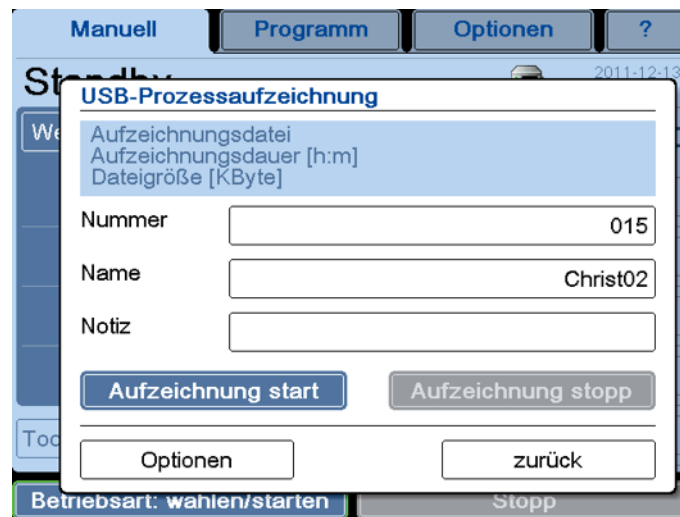 Manuell Programm Optionen ?
2011-12-13
USB-Prozessaufzeichnung
Aufzeichnungsdatei
Aufzeichnungsdauer [h:m]
Dateigröße [KByte]
Nummer 015
Name Christ02
Notiz
Aufzeichnung start Aufzeichnung stopp
Optionen zurück
Betriebsart: wählen/starten Stopp